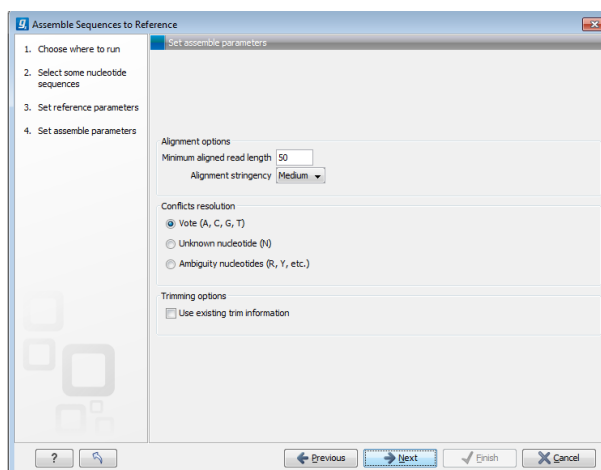 Assemble Sequences to Reference
1. Choose where to run
2. Select some nucleotide
sequences
3. Set reference parameters
4. Set assemble parameters
Set assemble parameters
Alignment options
Minimum aligned read length 50
Alignment stringency Medium
Conflicts resolution
Vote (A, C, G, T)
Unknown nucleotide (N)
Ambiguity nucleotides (R, Y, etc.)
Trimming options
Use existing trim information
? Previous Next Finish Cancel